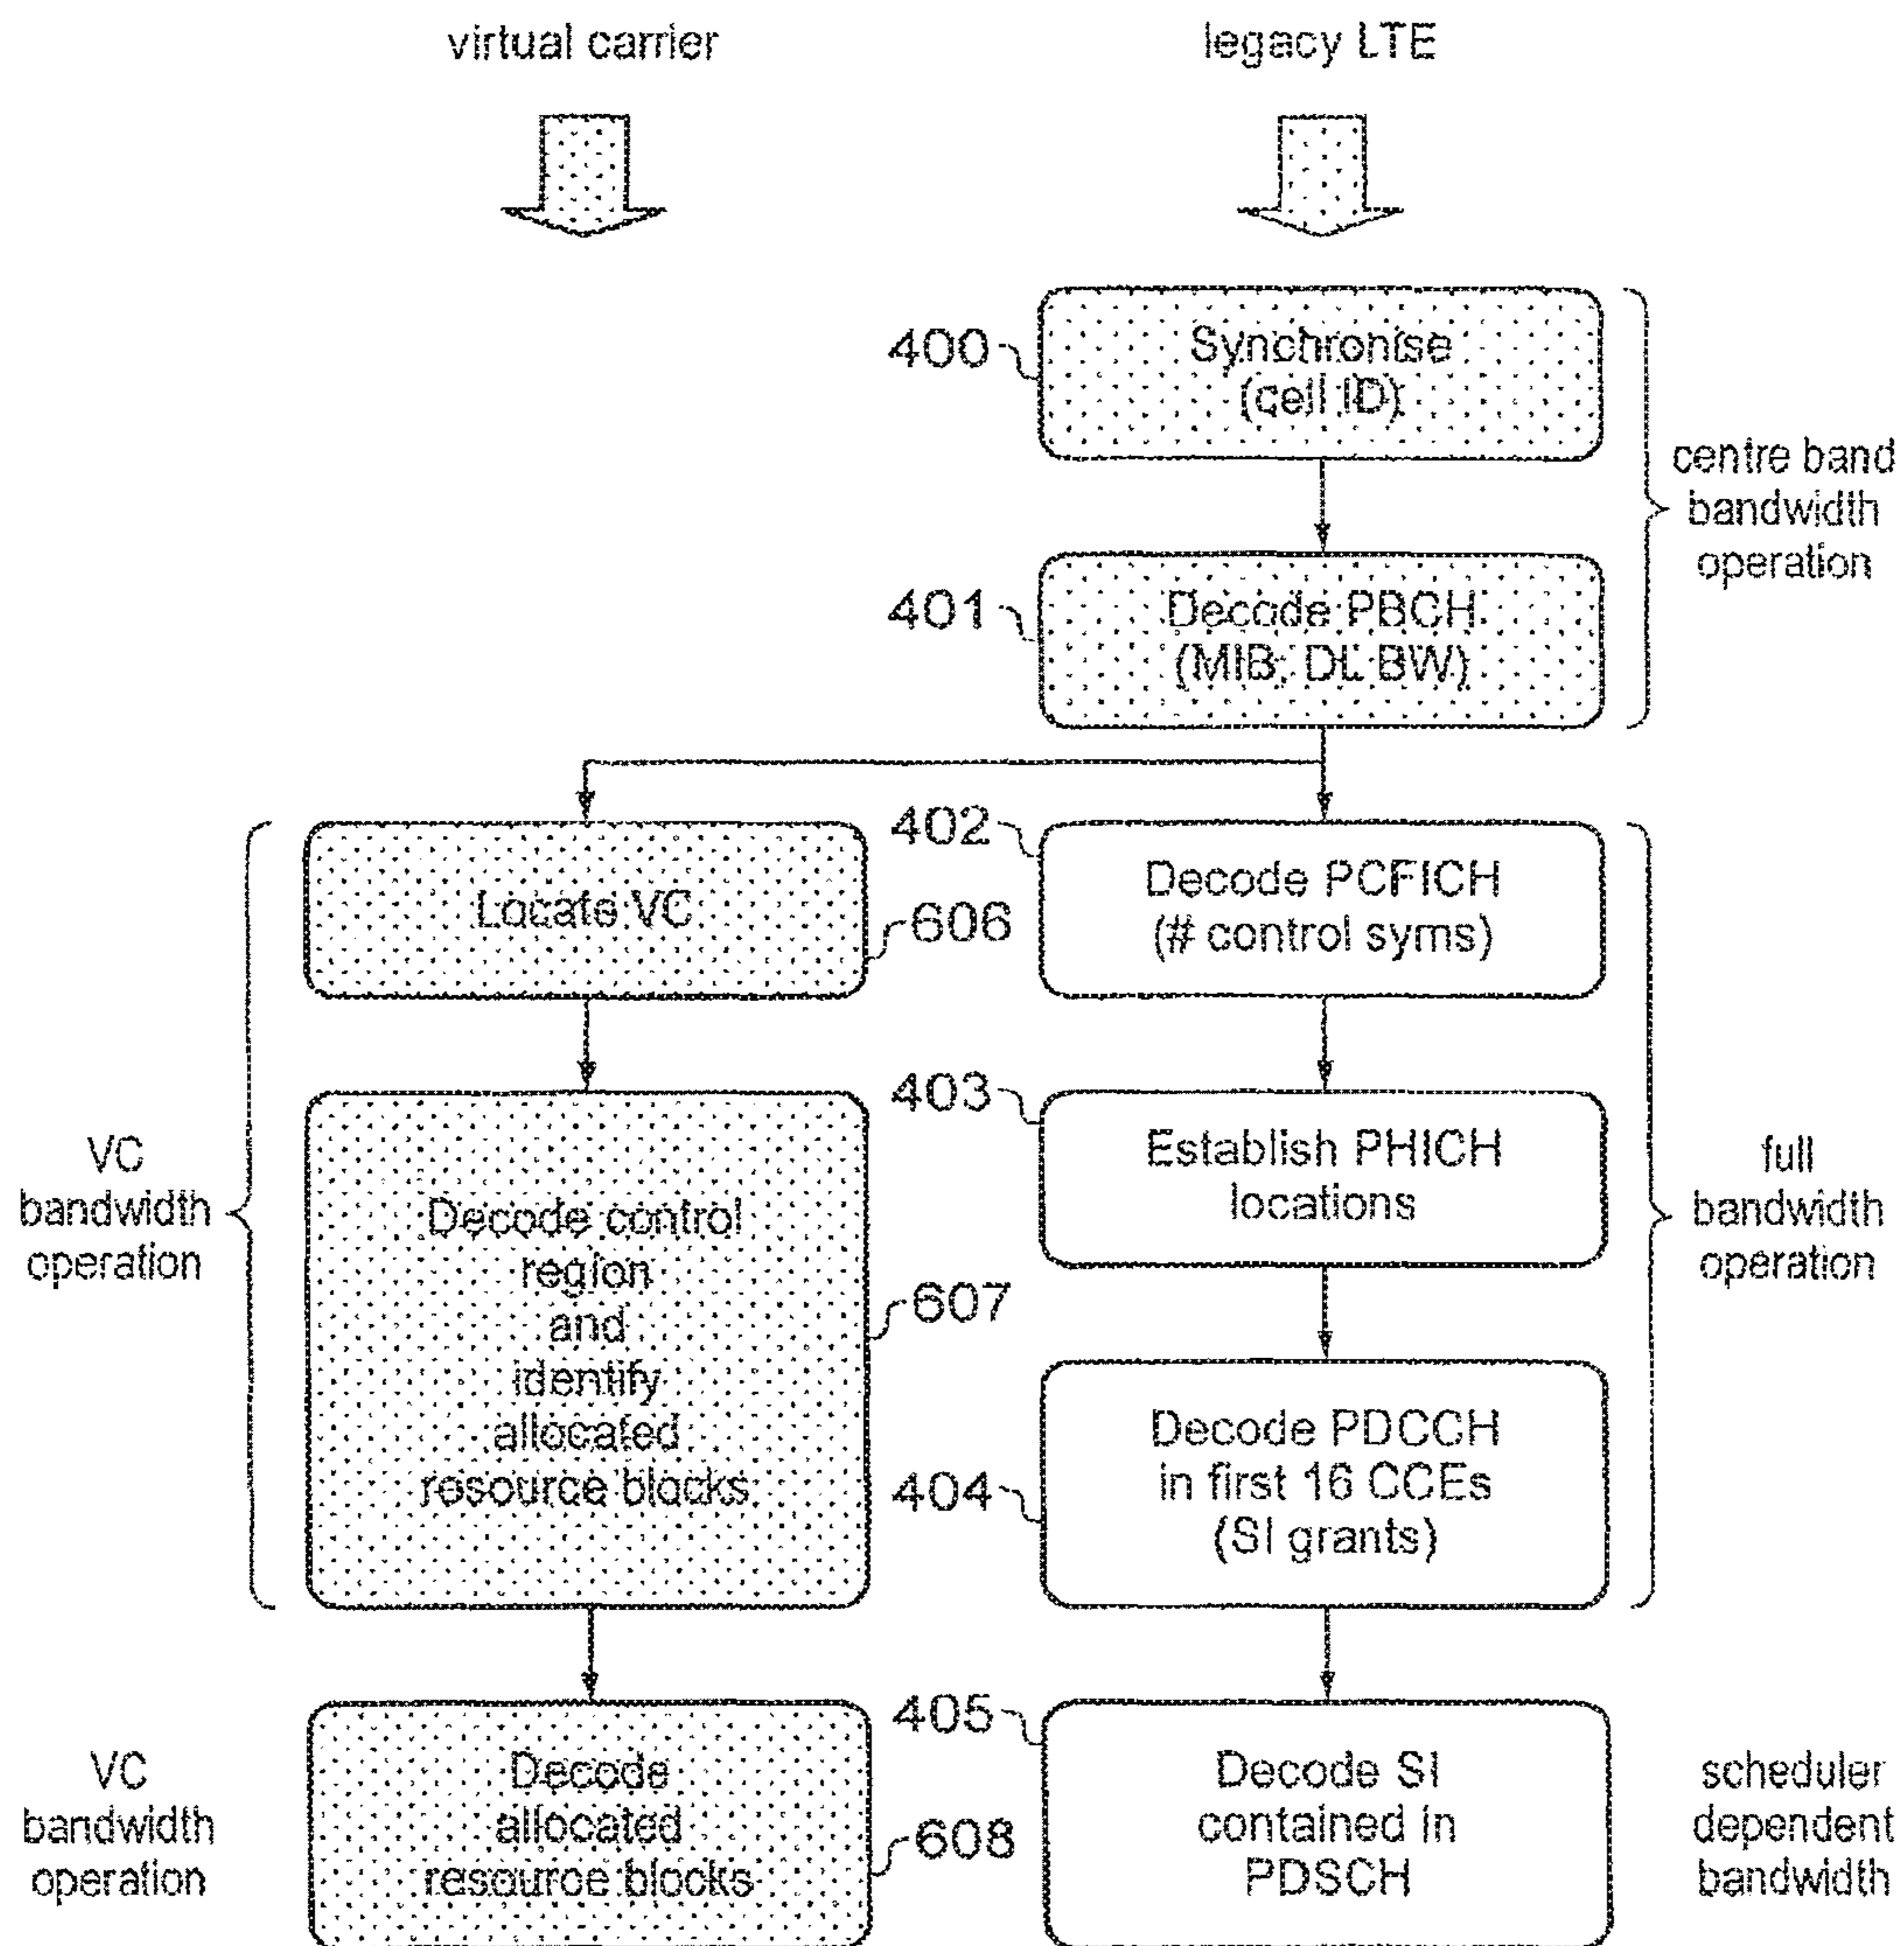 virtual carrier
legacy LTE
400
Synchronise
(cell ID)
centre band
bandwidth
operation
401
Decode PBCH
(MIB, DL BW)
VC
bandwidth
operation
Locate VC
606
Decode control
region
and
identify
allocated
resource blocks
607
402
Decode PCFICH
(# control syms)
403
Establish PHICH
locations
404
Decode PDCCH
in first 16 CCEs
(SI grants)
full
bandwidth
operation
VC
bandwidth
operation
Decode
allocated
resource blocks
608
405
Decode SI
contained in
PDSCH
scheduler
dependent
bandwidth